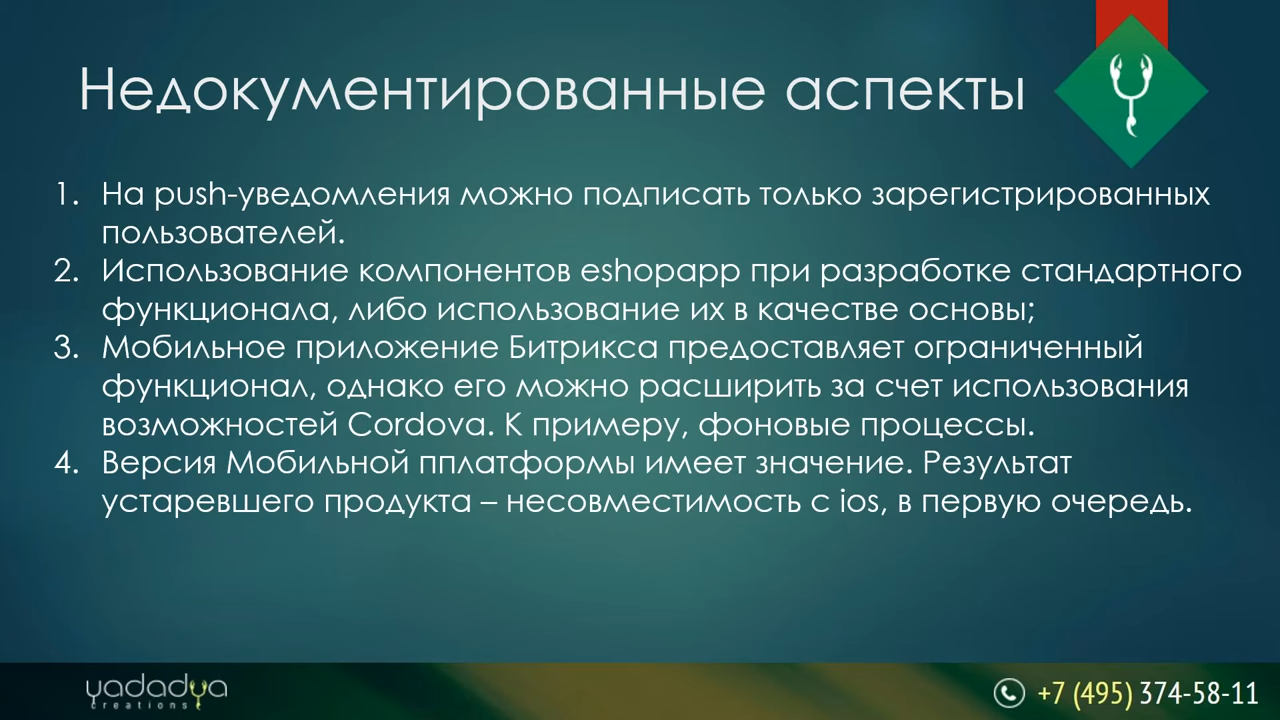 Недокументированные аспекты
1. На push-уведомления можно подписать только зарегистрированных
пользователей.
2. Использование компонентов eshopapp при разработке стандартного
функционала, либо использование их в качестве основы;
3. Мобильное приложение Битрикса предоставляет ограниченный
функционал, однако его можно расширить за счет использования
возможностей Cordova. К примеру, фоновые процессы.
4. Версия Мобильной пплатформы имеет значение. Результат
устаревшего продукта – несовместимость с ios, в первую очередь.
yadadya
creations
+7 (495) 374-58-11